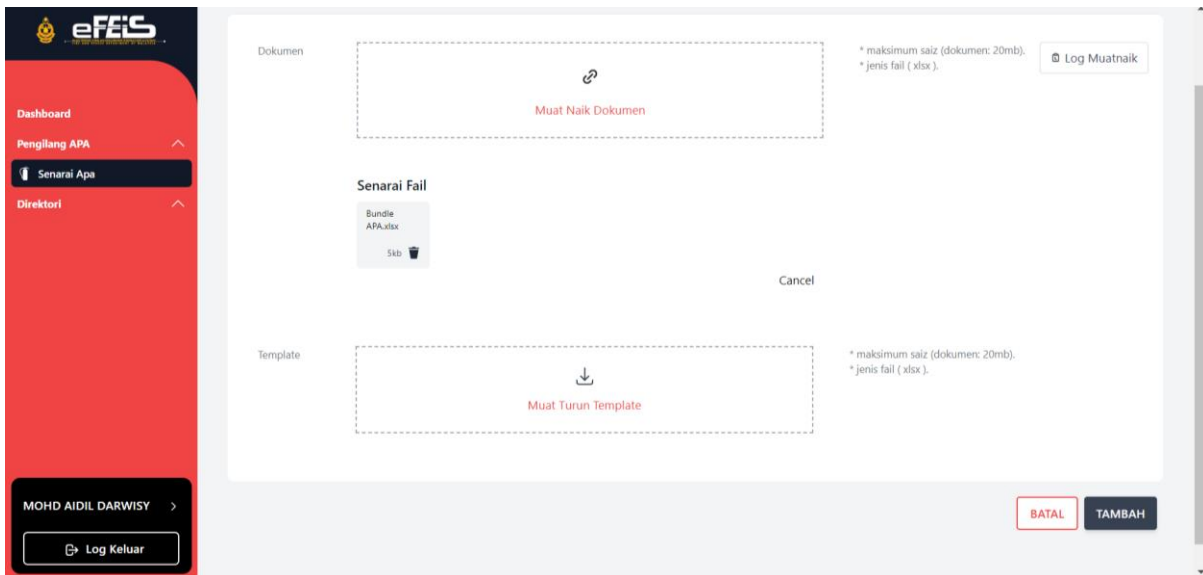 eFEiS
Dashboard
Pengilang APA
Senarai Apa
Direktori
MOHD AIDIL DARWISY
Log Keluar
Dokumen
Muat Naik Dokumen
* maksimum saiz (dokumen: 20mb).
* jenis fail ( xlsx ).
Log Muatnaik
Senarai Fail
Bundle
APA.xlsx
5kb
Cancel
Template
Muat Turun Template
* maksimum saiz (dokumen: 20mb).
* jenis fail ( xlsx ).
BATAL
TAMBAH